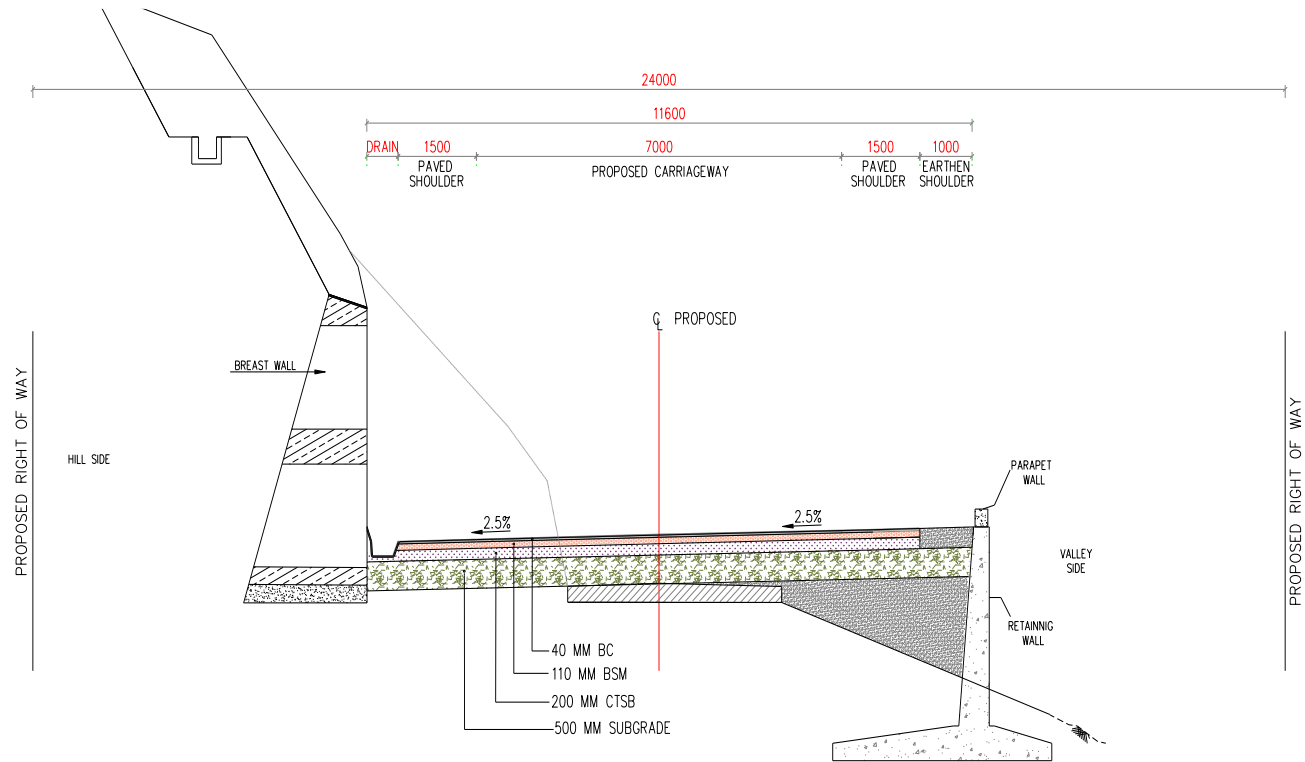 24000
11600
DRAIN 1500 7000 1500 1000
PAVED
SHOULDER
PROPOSED CARRIAGEWAY
PAVED
SHOULDER
EARTHEN
SHOULDER
℄ PROPOSED
BREAST WALL
PROPOSED RIGHT OF WAY
HILL SIDE
PROPOSED RIGHT OF WAY
PARAPET
WALL
2.5%
2.5%
VALLEY
SIDE
RETAINNIG
WALL
40 MM BC
110 MM BSM
200 MM CTSB
500 MM SUBGRADE